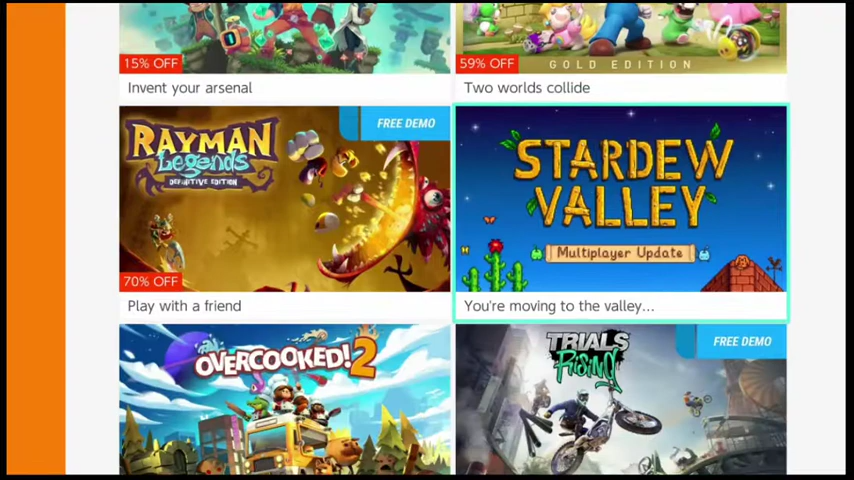 15% OFF
59% OFF
GOLD EDITION
Invent your arsenal
Two worlds collide
RAYMAN
Legends
DEFINITIVE EDITION
FREE DEMO
70% OFF
Play with a friend
STARDEW
VALLEY
Multiplayer Update
You're moving to the valley...
OVERCOOKED! 2
TRIALS
RISING
FREE DEMO